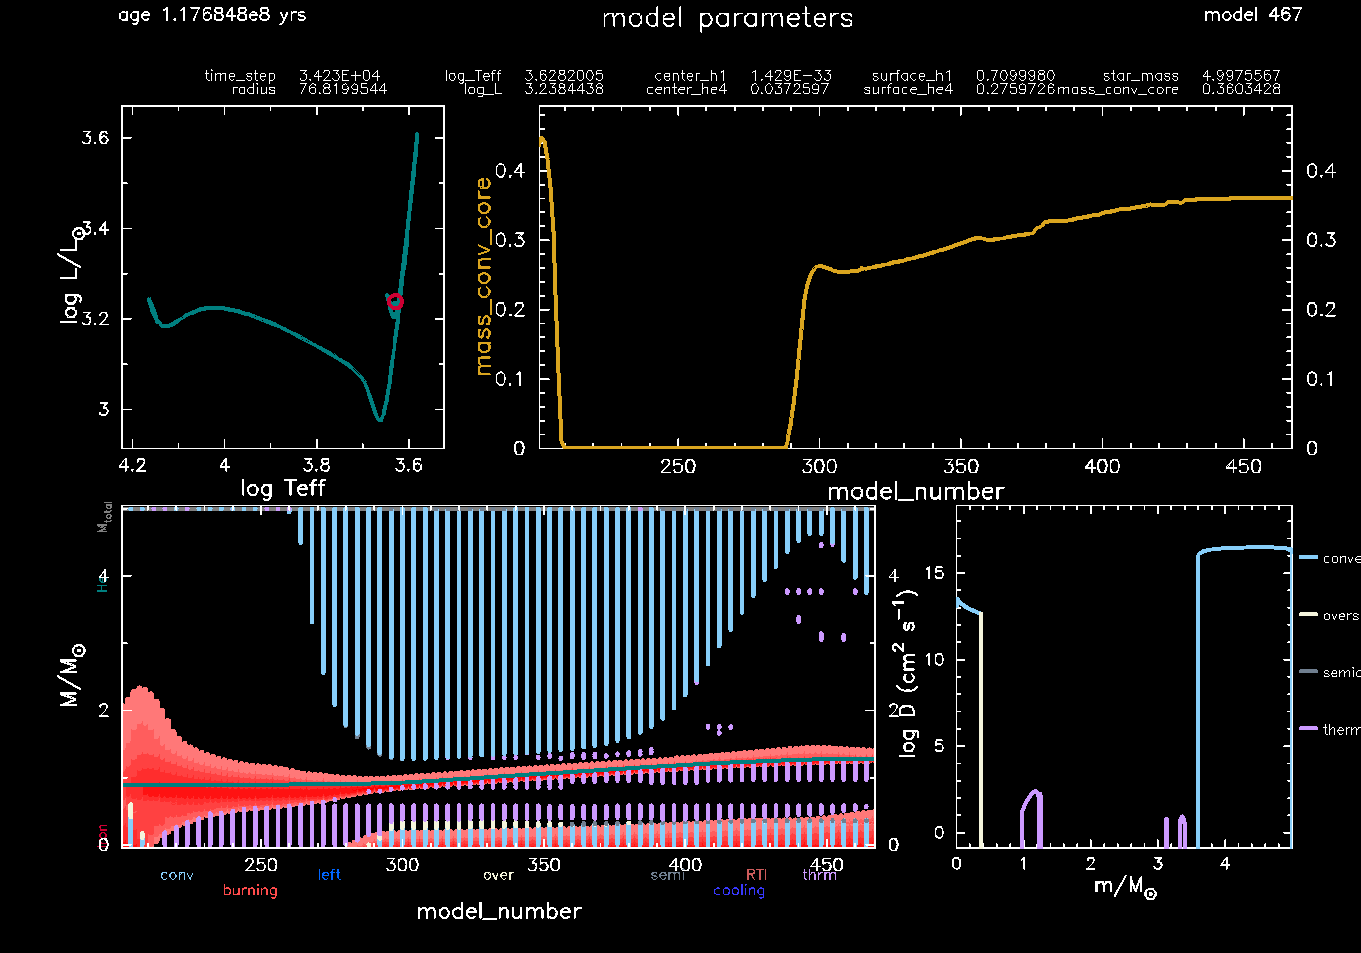 age 1.176848e8 yrs model parameters model 467
time_step 3.423E+04 log_Teff 3.6282005 center_h1 1.429E-33 surface_h1 0.7099980 star_mass 4.9975567
radius 76.8199544 log_L 3.2384438 center_he4 0.0372597 surface_he4 0.2759726 mass_conv_core 0.3603428
log L/L⊙
3.6
3.4
3.2
3
4.2 4 3.8 3.6
log Teff
mass_conv_core
0.4 0.4
0.3 0.3
0.2 0.2
0.1 0.1
0 0
250 300 350 400 450
model_number
Mtotal
He
M/M⊙
4 4
2 2
0 0
250 300 350 400 450
conv left over semi RTI thrm
burning cooling
model_number
log D (cm² s⁻¹)
15
10
5
0
0 1 2 3 4
m/M⊙
conve
overs
semic
therm